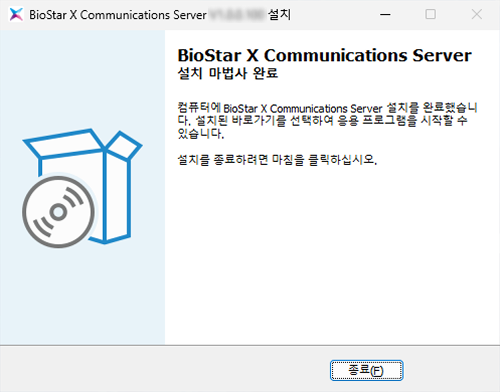 BioStar X Communications Server 설치
BioStar X Communications Server
설치 마법사 완료
컴퓨터에 BioStar X Communications Server 설치를 완료했습니
다. 설치된 바로가기를 선택하여 응용 프로그램을 시작할 수
있습니다.
설치를 종료하려면 마침을 클릭하십시오.
종료(F)